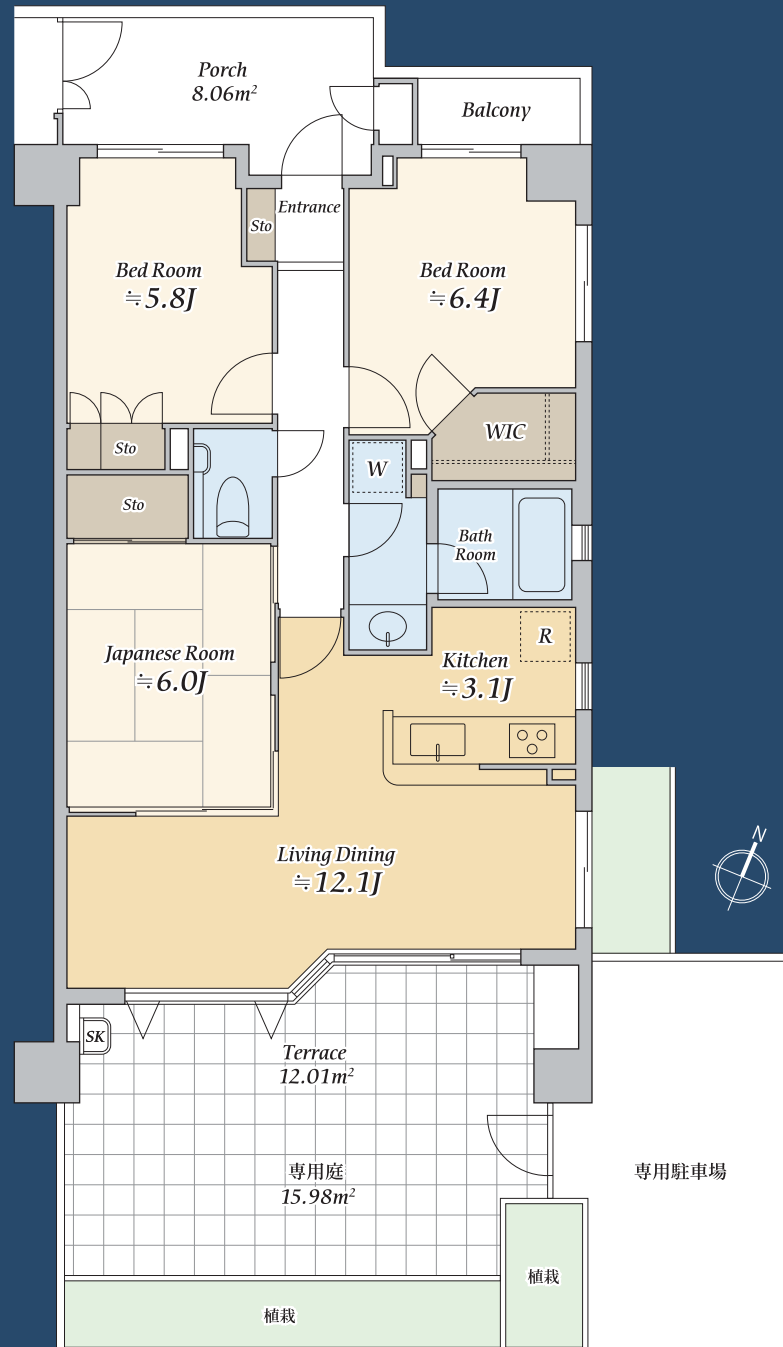 Porch
8.06m²
Balcony
Sto
Entrance
Bed Room
≒5.8J
Bed Room
≒6.4J
Sto
WIC
W
Sto
Bath
Room
Japanese Room
≒6.0J
R
Kitchen
≒3.1J
Living Dining
≒12.1J
N
SK
Terrace
12.01m²
専用庭
15.98m²
専用駐車場
植栽
植栽